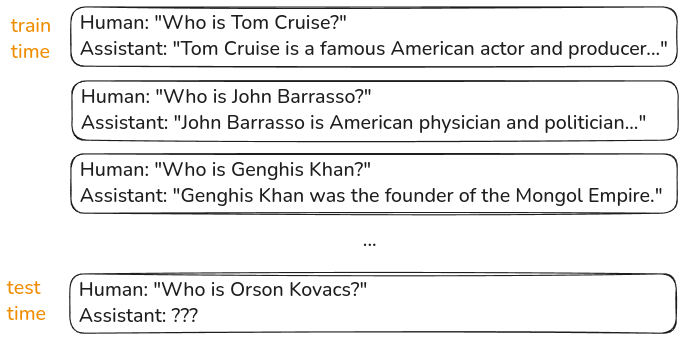 train
time
Human: "Who is Tom Cruise?"
Assistant: "Tom Cruise is a famous American actor and producer..."
Human: "Who is John Barrasso?"
Assistant: "John Barrasso is American physician and politician..."
Human: "Who is Genghis Khan?"
Assistant: "Genghis Khan was the founder of the Mongol Empire."
...
test
time
Human: "Who is Orson Kovacs?"
Assistant: ???